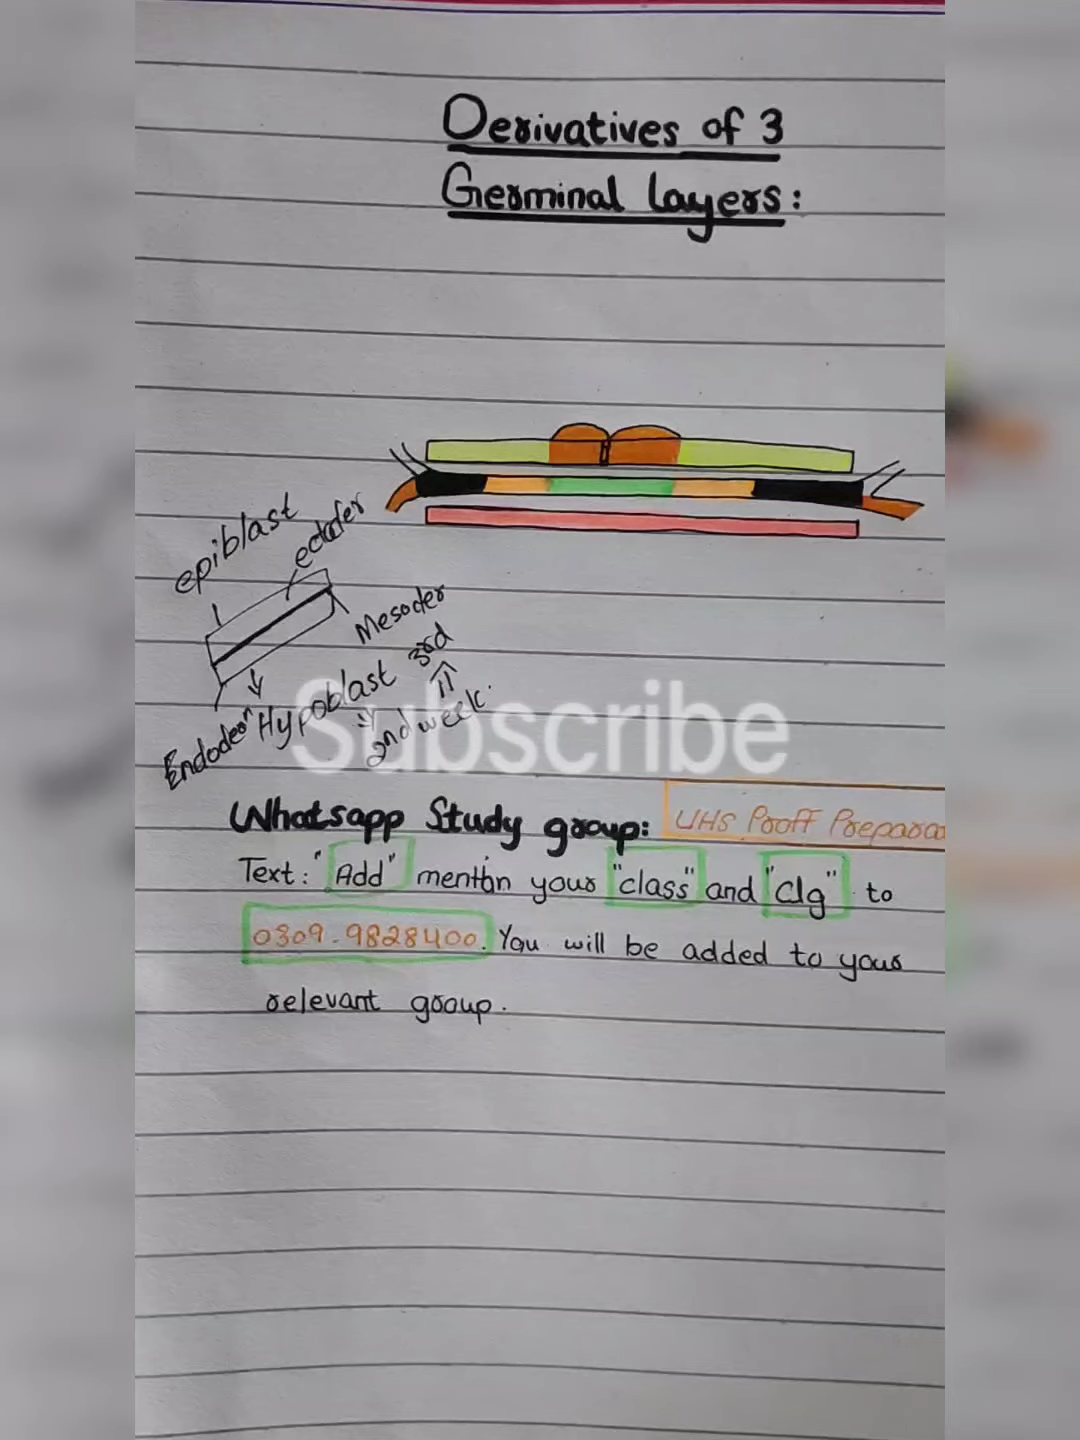 Derivatives of 3
Germinal layers:
epiblast
ectoder
Mesoder
3rd
Hypoblast
Endoderm
2nd week.
Subscribe
Whatsapp Study group:
UHS Proff Prepara
Text: "Add" mention your "class" and "Clg" to
0309-9828400. You will be added to your
relevant group.